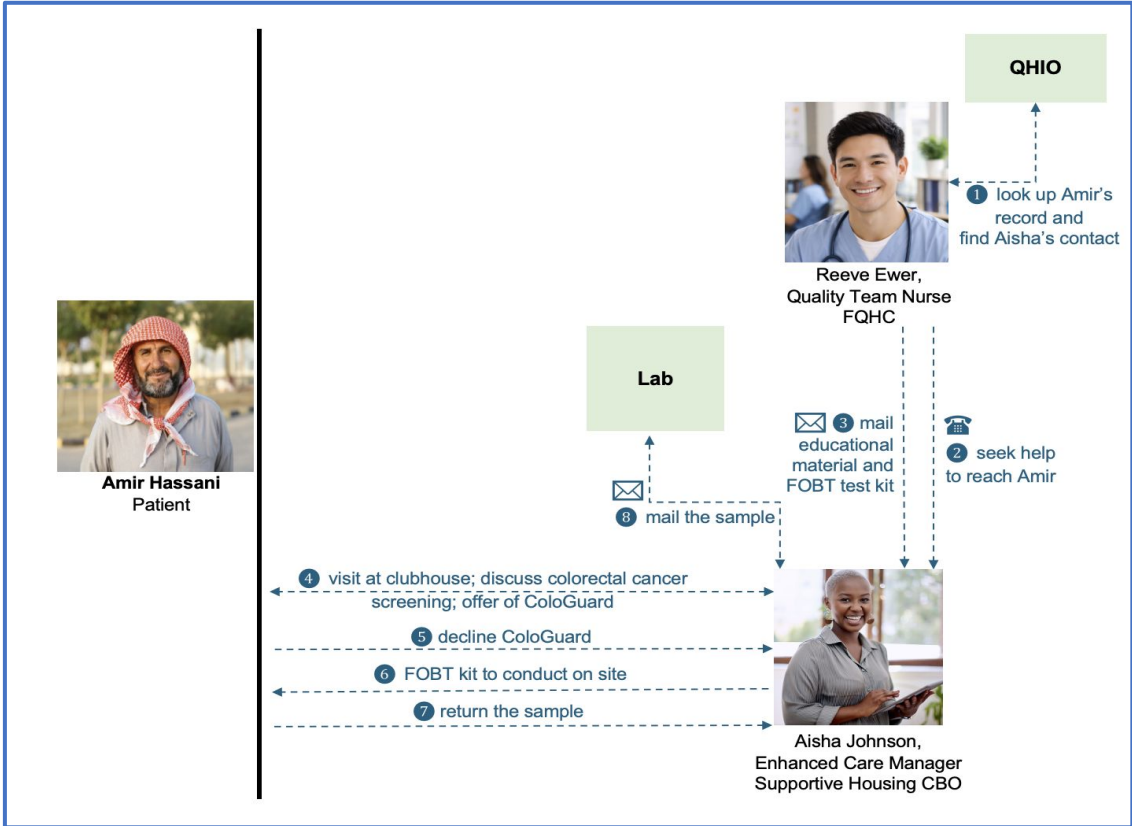 QHIO
1 look up Amir's
record and
find Aisha's contact
Reeve Ewer,
Quality Team Nurse
FQHC
Lab
3 mail
educational
material and
FOBT test kit
2 seek help
to reach Amir
Amir Hassani
Patient
8 mail the sample
4 visit at clubhouse; discuss colorectal cancer
screening; offer of ColoGuard
5 decline ColoGuard
6 FOBT kit to conduct on site
7 return the sample
Aisha Johnson,
Enhanced Care Manager
Supportive Housing CBO